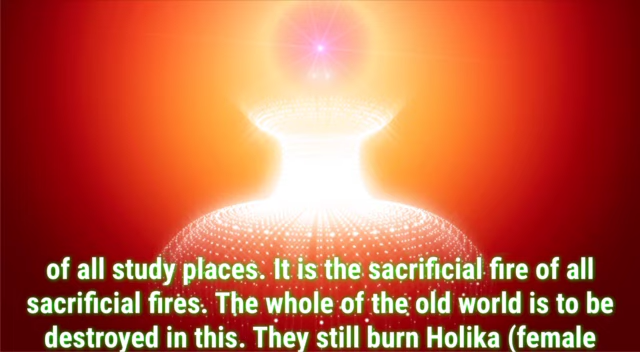 of all study places. It is the sacrificial fire of all
sacrificial fires. The whole of the old world is to be
destroyed in this. They still burn Holika (female